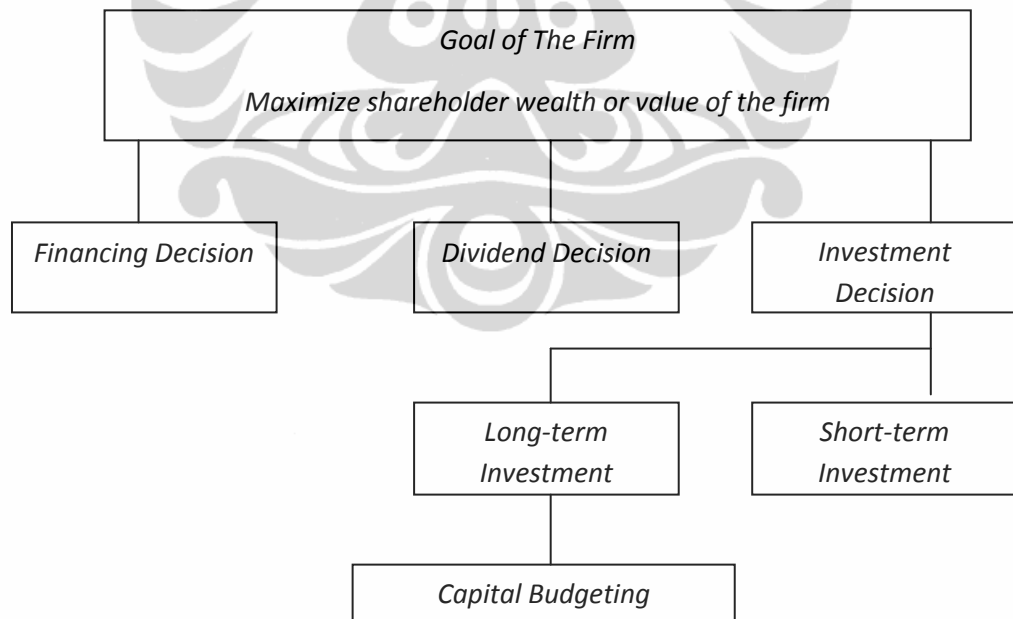 Goal of The Firm
Maximize shareholder wealth or value of the firm
Financing Decision
Dividend Decision
Investment
Decision
Long-term
Investment
Short-term
Investment
Capital Budgeting